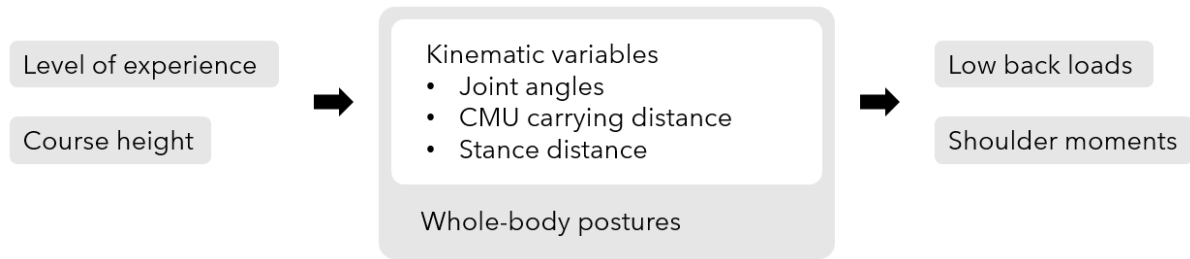 Level of experience
Course height
Kinematic variables
• Joint angles
• CMU carrying distance
• Stance distance
Whole-body postures
Low back loads
Shoulder moments